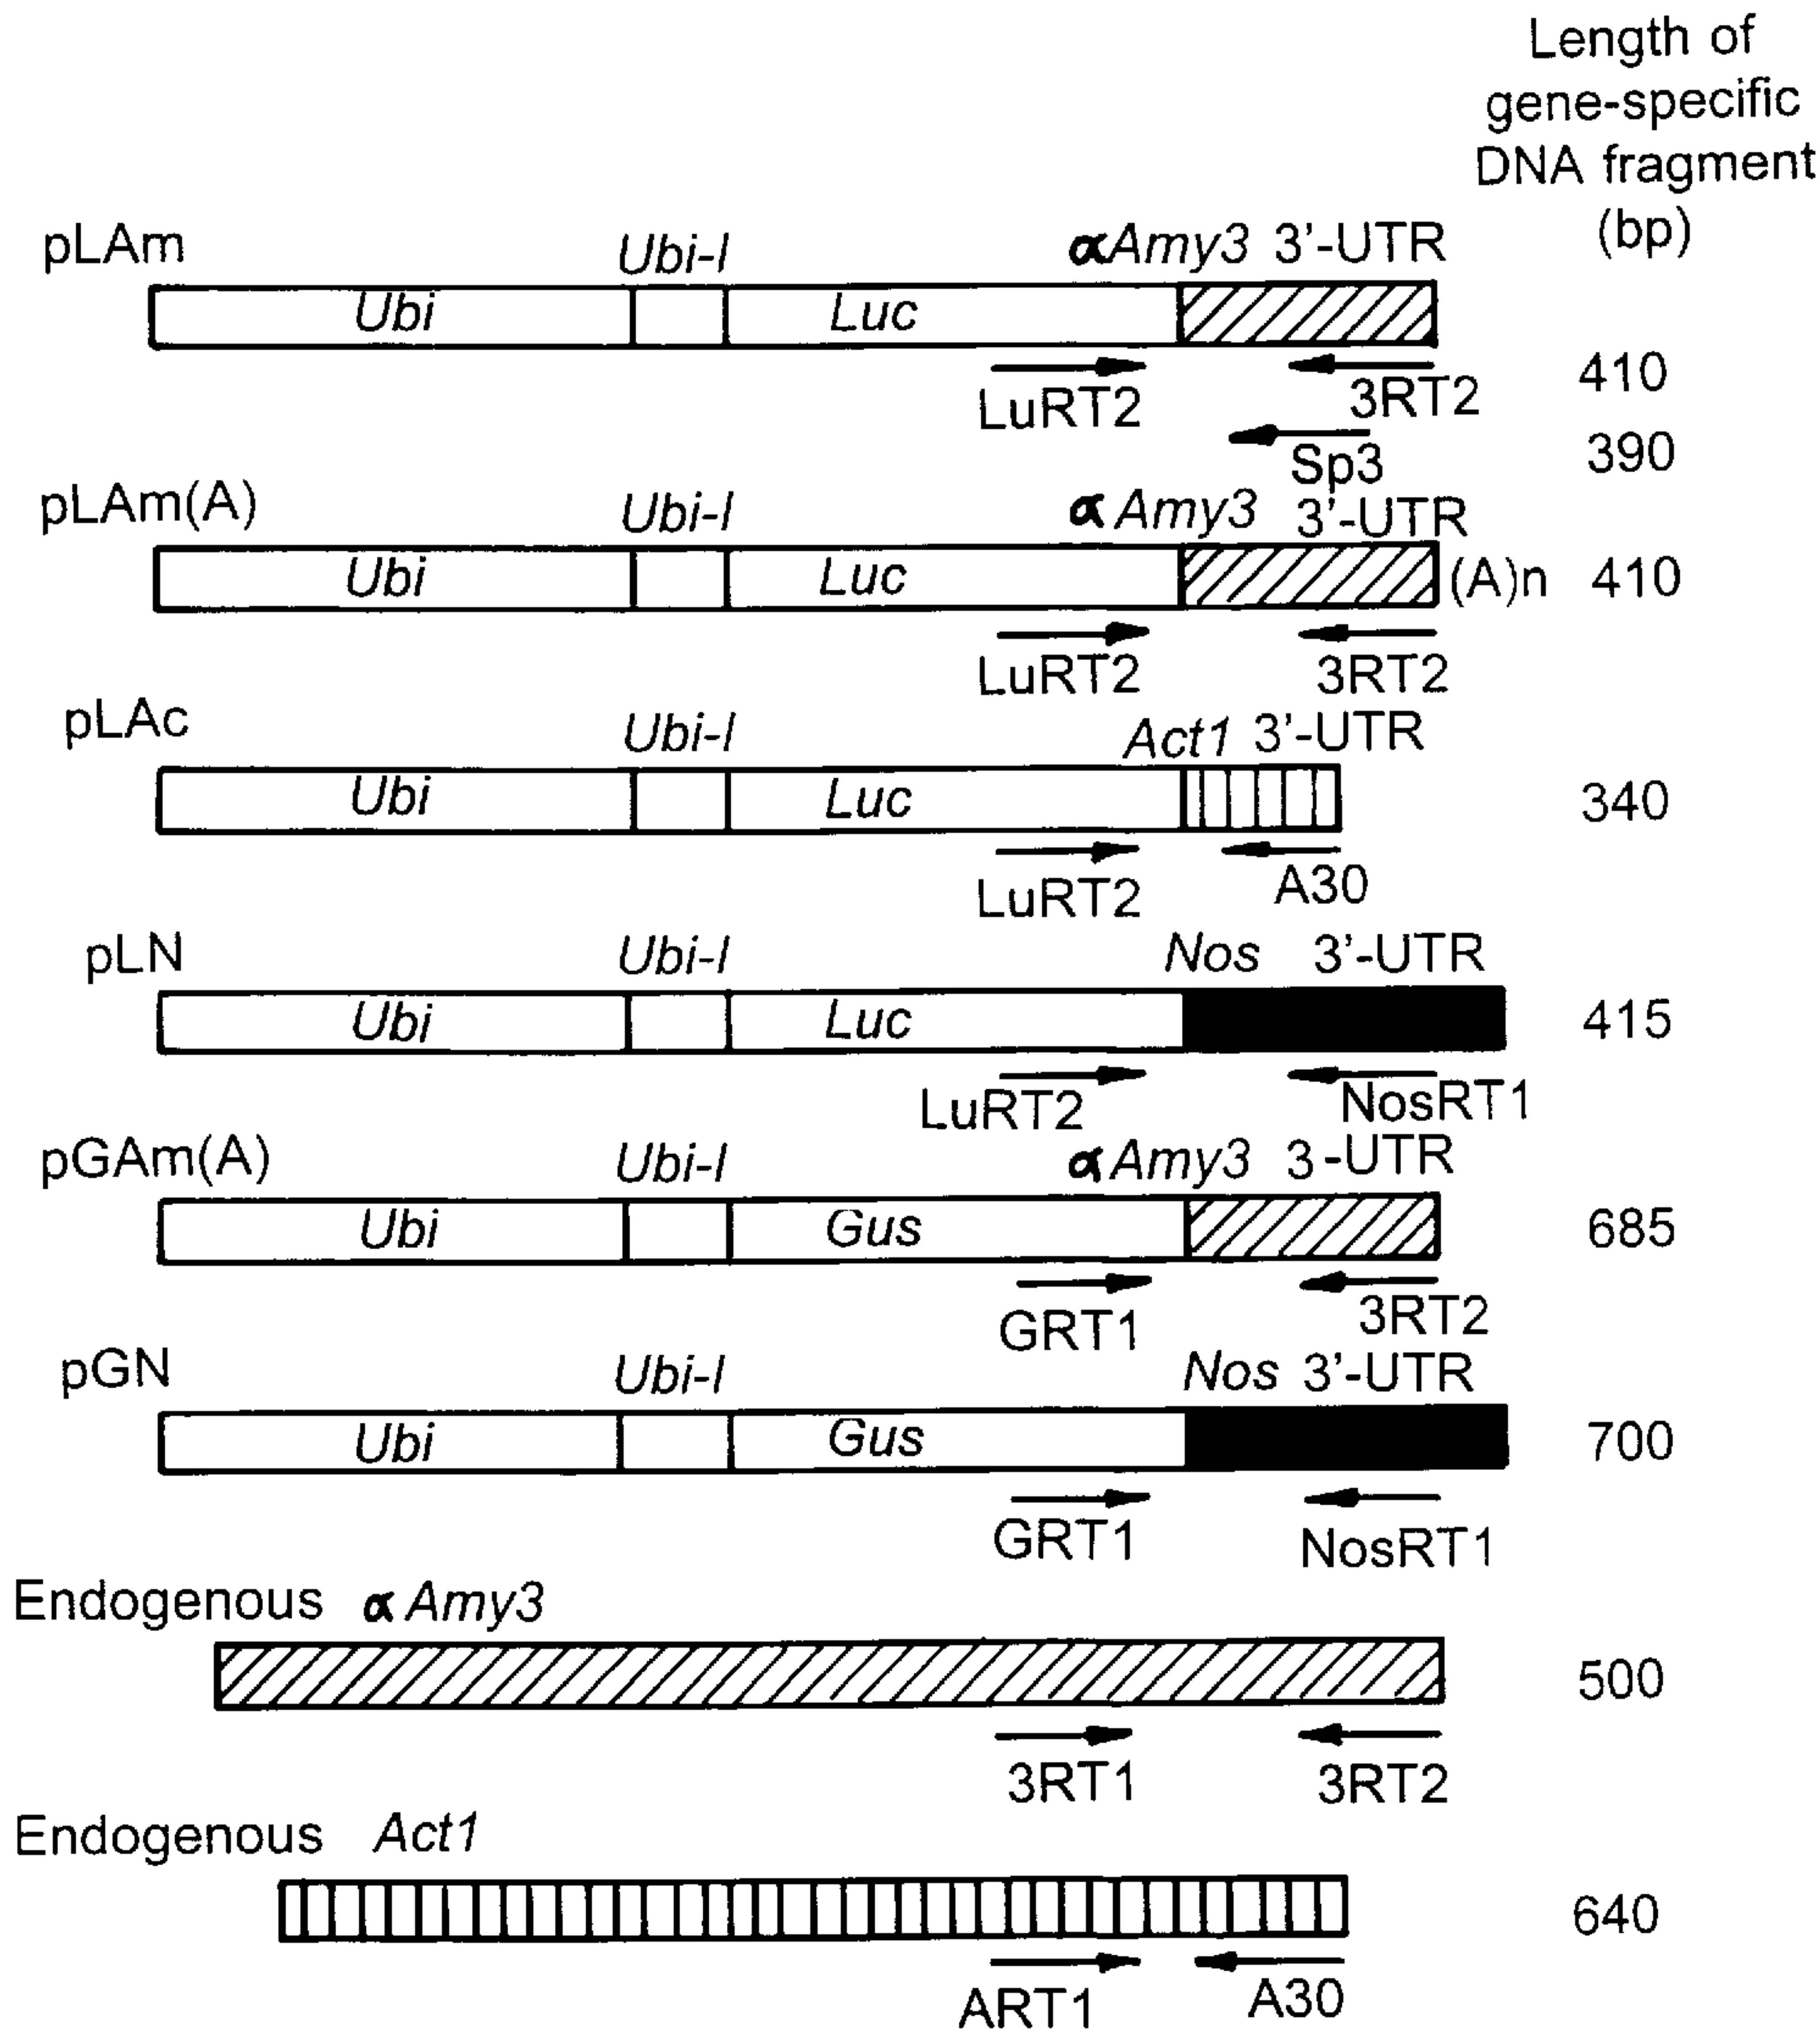 Length of
gene-specific
DNA fragment
(bp)
pLAm
Ubi-I
αAmy3 3'-UTR
Ubi
Luc
LuRT2
3RT2
410
Sp3
390
pLAm(A)
Ubi-I
α Amy3 3'-UTR
Ubi
Luc
(A)n
410
LuRT2
3RT2
pLAc
Ubi-I
Act1 3'-UTR
Ubi
Luc
340
LuRT2
A30
pLN
Ubi-I
Nos 3'-UTR
Ubi
Luc
415
LuRT2
NosRT1
pGAm(A)
Ubi-I
αAmy3 3-UTR
Ubi
Gus
685
GRT1
3RT2
pGN
Ubi-I
Nos 3'-UTR
Ubi
Gus
700
GRT1
NosRT1
Endogenous α Amy3
500
3RT1
3RT2
Endogenous Act1
640
ART1
A30